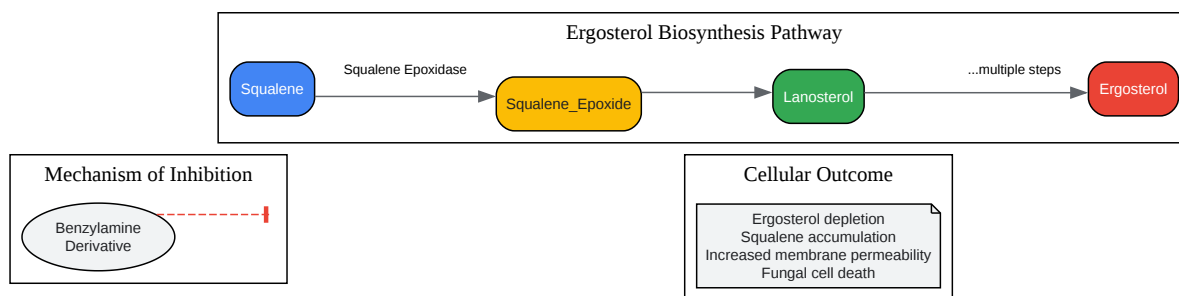 Ergosterol Biosynthesis Pathway
Squalene
Squalene Epoxidase
Squalene_Epoxide
Lanosterol
...multiple steps
Ergosterol
Mechanism of Inhibition
Benzylamine
Derivative
Cellular Outcome
Ergosterol depletion
Squalene accumulation
Increased membrane permeability
Fungal cell death